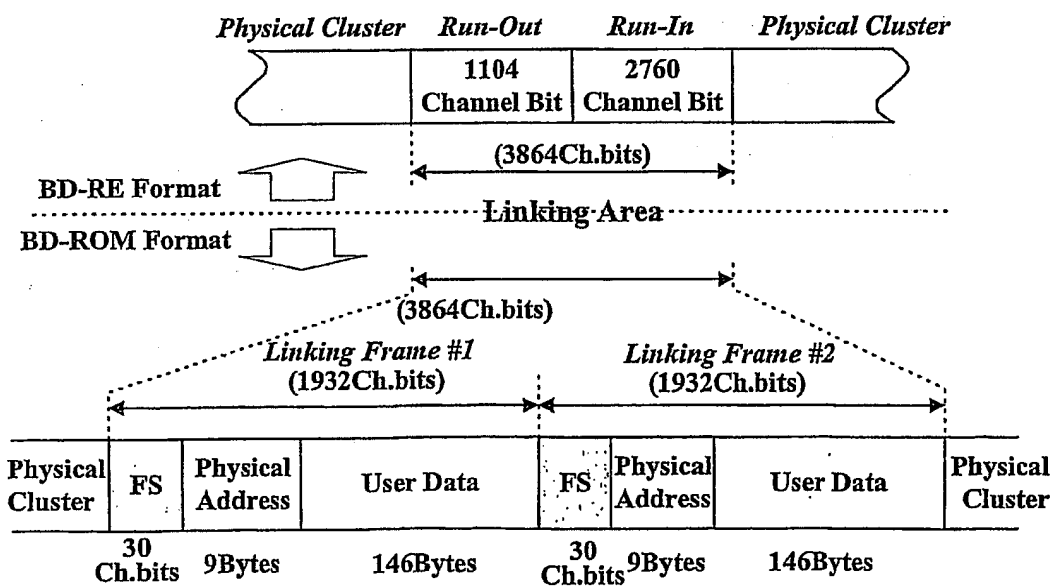 Physical Cluster Run-Out Run-In Physical Cluster
1104 Channel Bit
2760 Channel Bit
(3864Ch.bits)
BD-RE Format
Linking Area
BD-ROM Format
(3864Ch.bits)
Linking Frame #1
(1932Ch.bits)
Linking Frame #2
(1932Ch.bits)
Physical Cluster
FS
Physical Address
User Data
FS
Physical Address
User Data
Physical Cluster
30 Ch.bits
9Bytes
146Bytes
30 Ch.bits
9Bytes
146Bytes